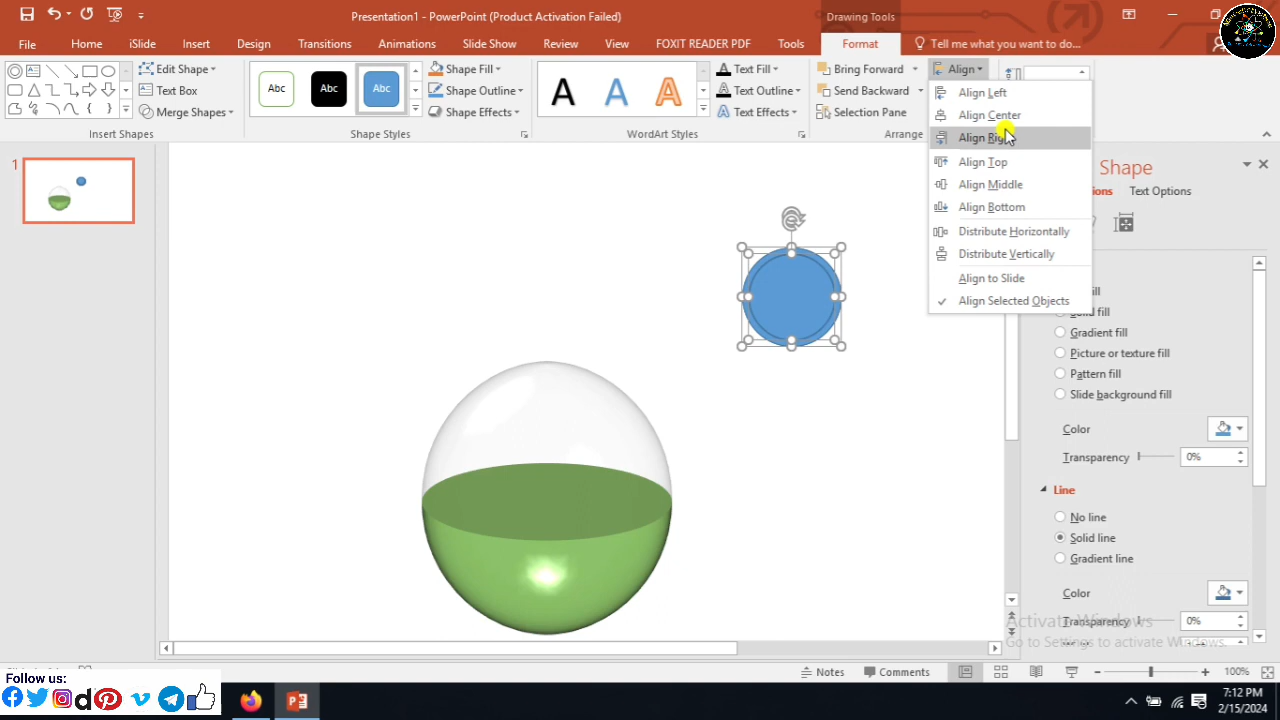 Presentation1 - PowerPoint (Product Activation Failed)
Drawing Tools
File Home iSlide Insert Design Transitions Animations Slide Show Review View FOXIT READER PDF Tools Format Tell me what you want to do...
Edit Shape
Text Box
Merge Shapes
Insert Shapes
Abc Abc Abc
Shape Fill
Shape Outline
Shape Effects
Shape Styles
A A A
Text Fill
Text Outline
Text Effects
WordArt Styles
Bring Forward
Send Backward
Selection Pane
Arrange
Align
Align Left
Align Center
Align
Align Top
Align Middle
Align Bottom
Distribute Horizontally
Distribute Vertically
Align to Slide
Align Selected Objects
1
Shape
Text Options
Gradient fill
Picture or texture fill
Pattern fill
Slide background fill
Color
Transparency 0%
Line
No line
Solid line
Gradient line
Color
Transparency 0%
Activate Windows
Go to Settings to activate Windows.
Notes Comments 100%
Follow us:
7:12 PM
2/15/2024